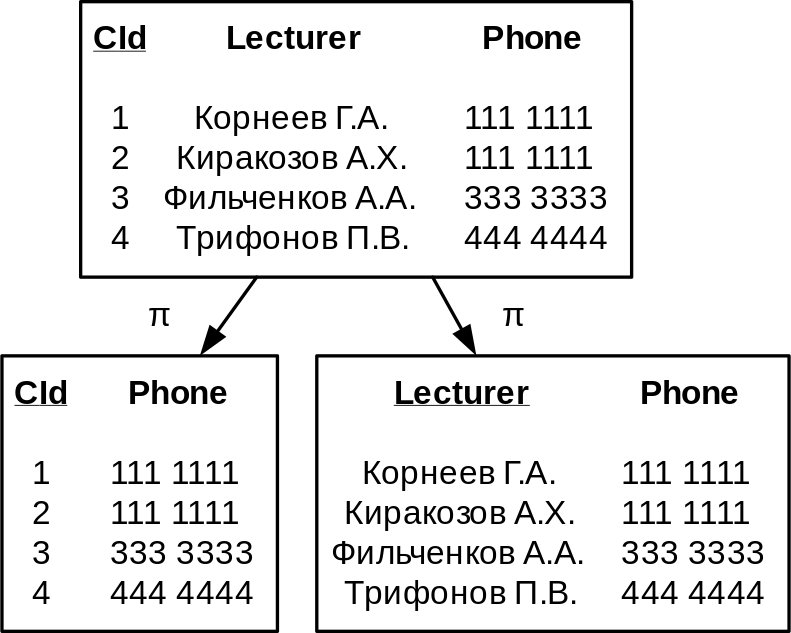 CId Lecturer Phone
1 Корнеев Г.А. 111 1111
2 Киракозов А.Х. 111 1111
3 Фильченков А.А. 333 3333
4 Трифонов П.В. 444 4444
π π
CId Phone
1 111 1111
2 111 1111
3 333 3333
4 444 4444
Lecturer Phone
Корнеев Г.А. 111 1111
Киракозов А.Х. 111 1111
Фильченков А.А. 333 3333
Трифонов П.В. 444 4444